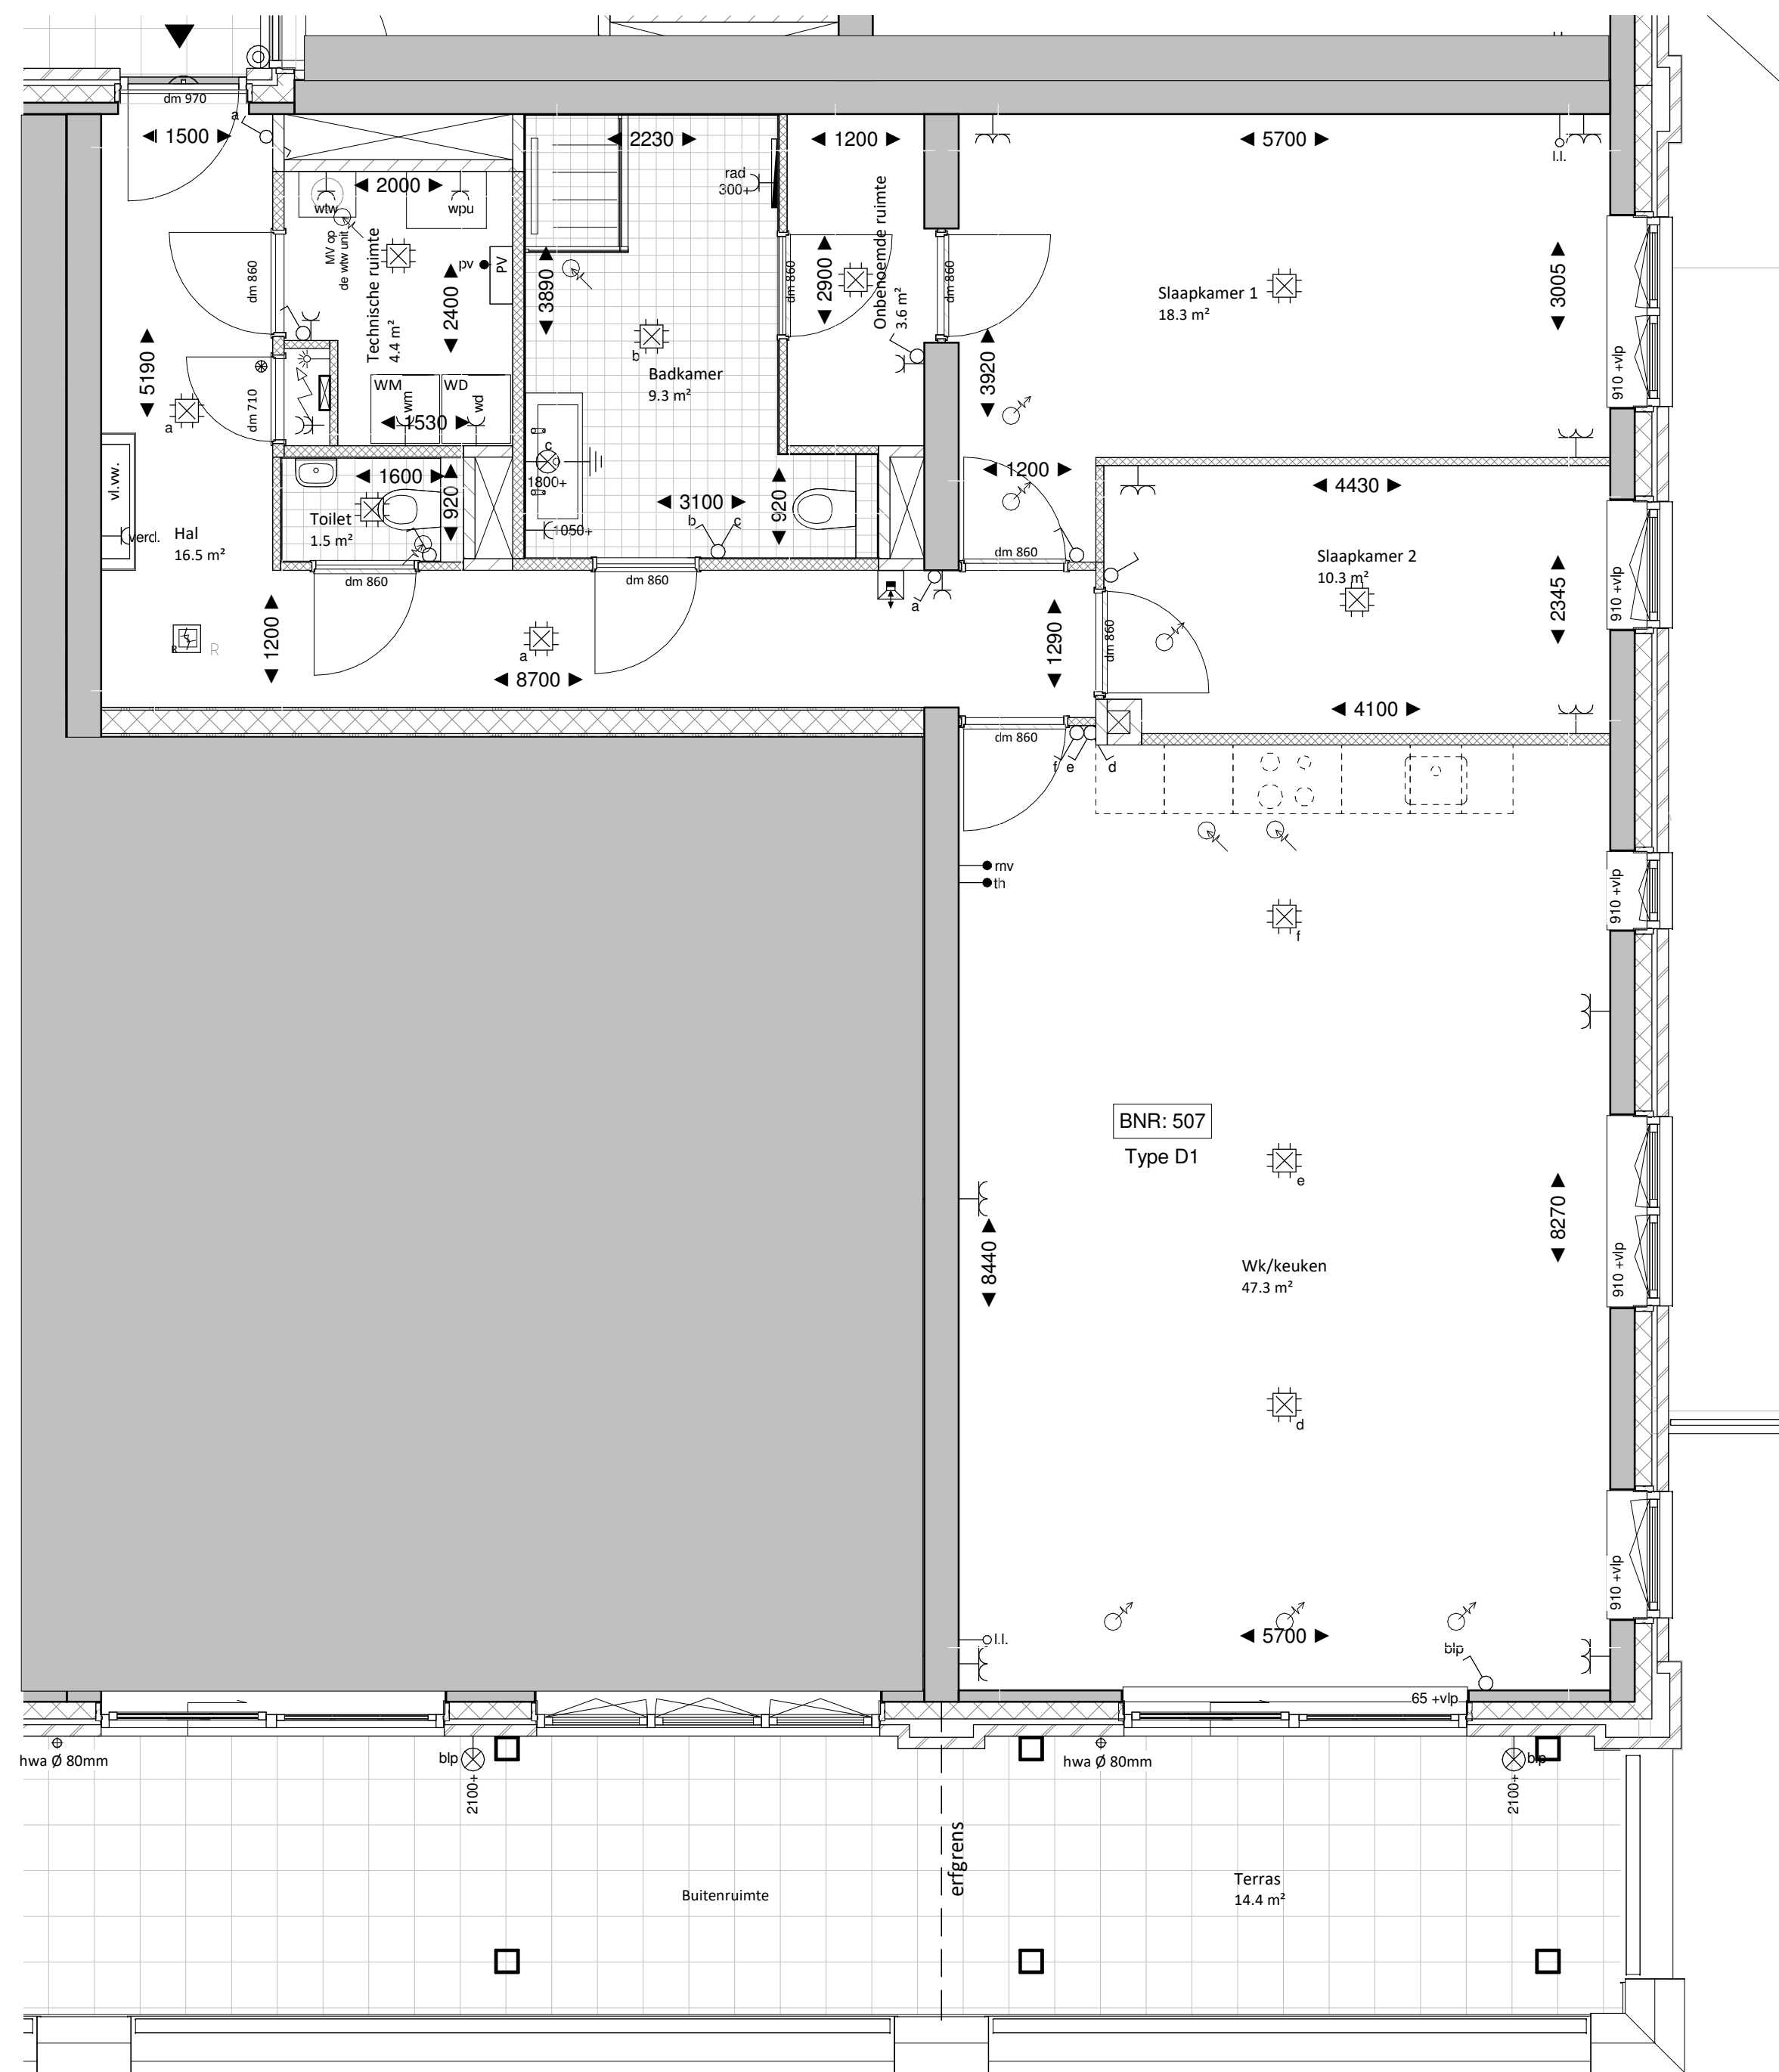 dm 970
a
1500
2000
2230
1200
5700
l.l.
wtw
wpu
rad
300+
MV op
de wtw unit
Technische ruimte
4.4 m²
pv
PV
2400
3890
dm 860
dm 860
2900
Onbenoemde ruimte
3.6 m²
dm 860
Slaapkamer 1
18.3 m²
3005
910 +vlp
b
Badkamer
9.3 m²
5190
a
dm 710
WM
WD
wm
wd
1530
3920
vl.vw.
verd.
Hal
16.5 m²
1600
920
Toilet
1.5 m²
c
1800+
1050+
3100
b
c
920
1200
4430
Slaapkamer 2
10.3 m²
2345
910 +vlp
dm 860
dm 860
dm 860
a
R
R
1200
a
8700
1290
dm 860
4100
dm 860
f
e
d
rnv
th
910 +vlp
f
BNR: 507
Type D1
e
8440
8270
910 +vlp
Wk/keuken
47.3 m²
d
910 +vlp
l.l.
5700
blp
65 +vlp
hwa Ø 80mm
blp
2100+
hwa Ø 80mm
blp
2100+
erfgrens
Buitenruimte
Terras
14.4 m²